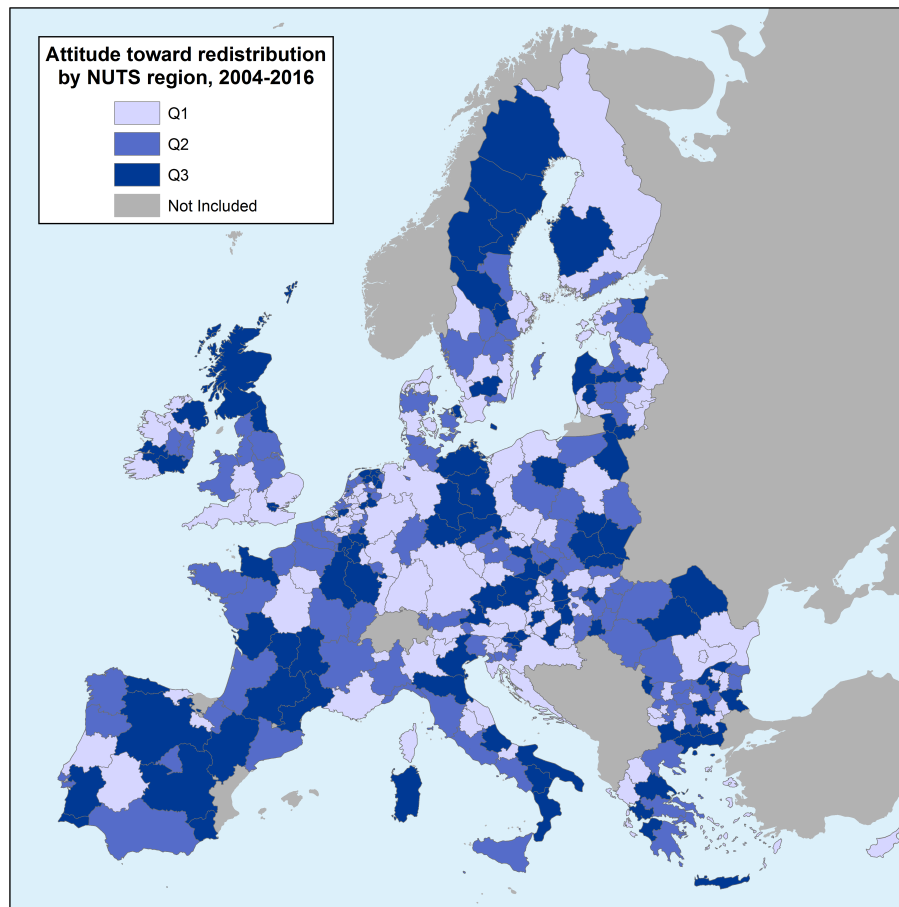 Attitude toward redistribution
by NUTS region, 2004-2016
Q1
Q2
Q3
Not Included